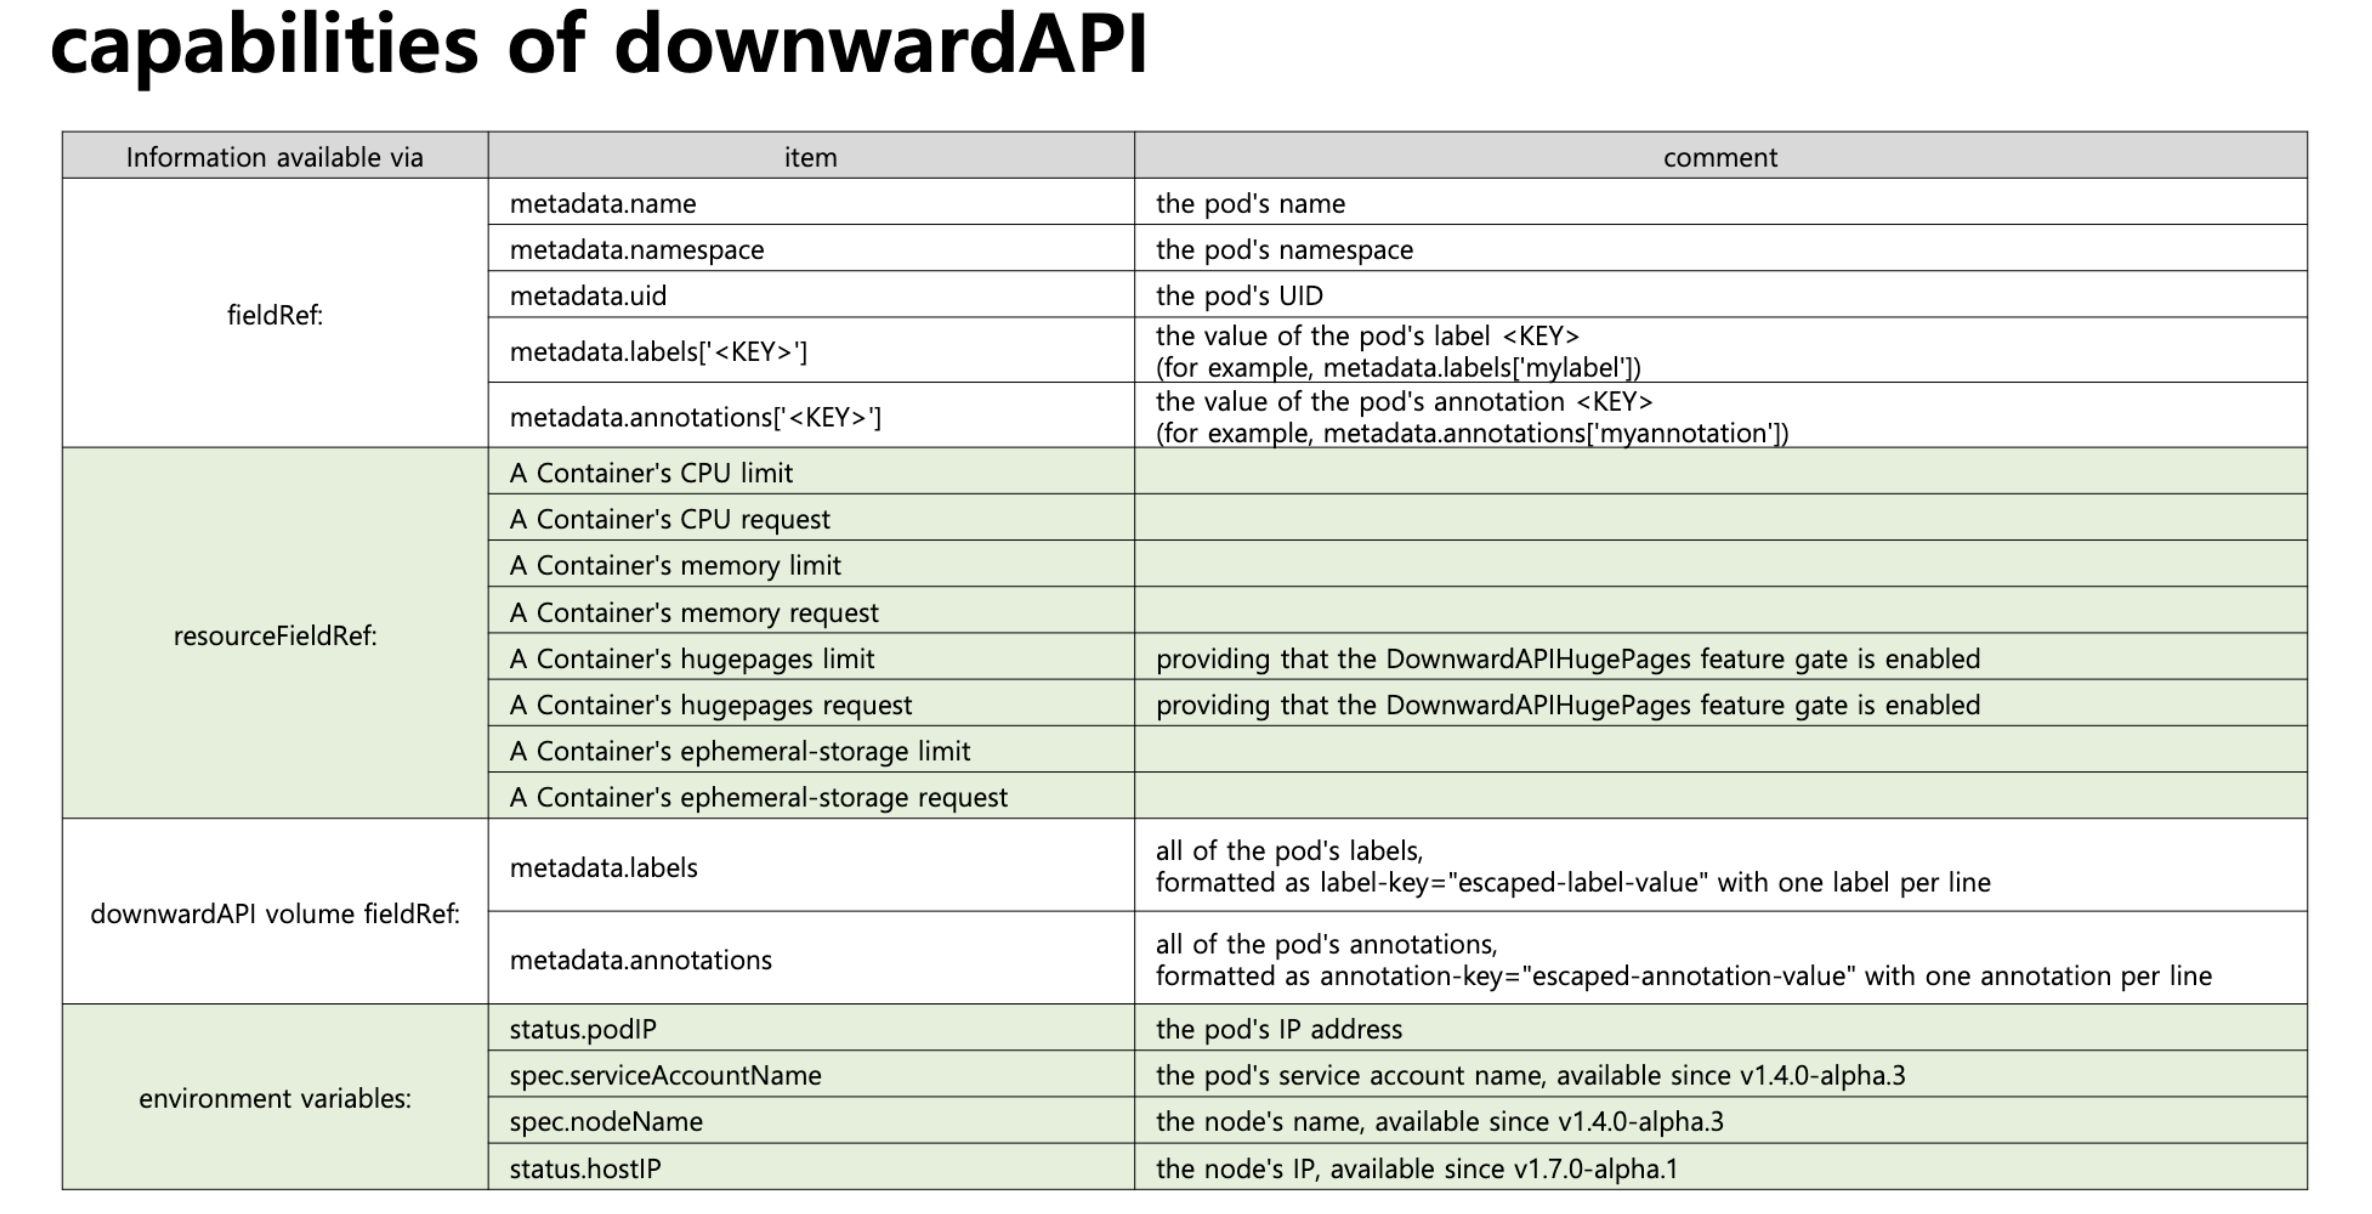 capabilities of downwardAPI
Information available via item comment
fieldRef:
metadata.name the pod's name
metadata.namespace the pod's namespace
metadata.uid the pod's UID
metadata.labels['<KEY>'] the value of the pod's label <KEY>
(for example, metadata.labels['mylabel'])
metadata.annotations['<KEY>'] the value of the pod's annotation <KEY>
(for example, metadata.annotations['myannotation'])
resourceFieldRef:
A Container's CPU limit
A Container's CPU request
A Container's memory limit
A Container's memory request
A Container's hugepages limit providing that the DownwardAPIHugePages feature gate is enabled
A Container's hugepages request providing that the DownwardAPIHugePages feature gate is enabled
A Container's ephemeral-storage limit
A Container's ephemeral-storage request
downwardAPI volume fieldRef:
metadata.labels all of the pod's labels,
formatted as label-key="escaped-label-value" with one label per line
metadata.annotations all of the pod's annotations,
formatted as annotation-key="escaped-annotation-value" with one annotation per line
environment variables:
status.podIP the pod's IP address
spec.serviceAccountName the pod's service account name, available since v1.4.0-alpha.3
spec.nodeName the node's name, available since v1.4.0-alpha.3
status.hostIP the node's IP, available since v1.7.0-alpha.1